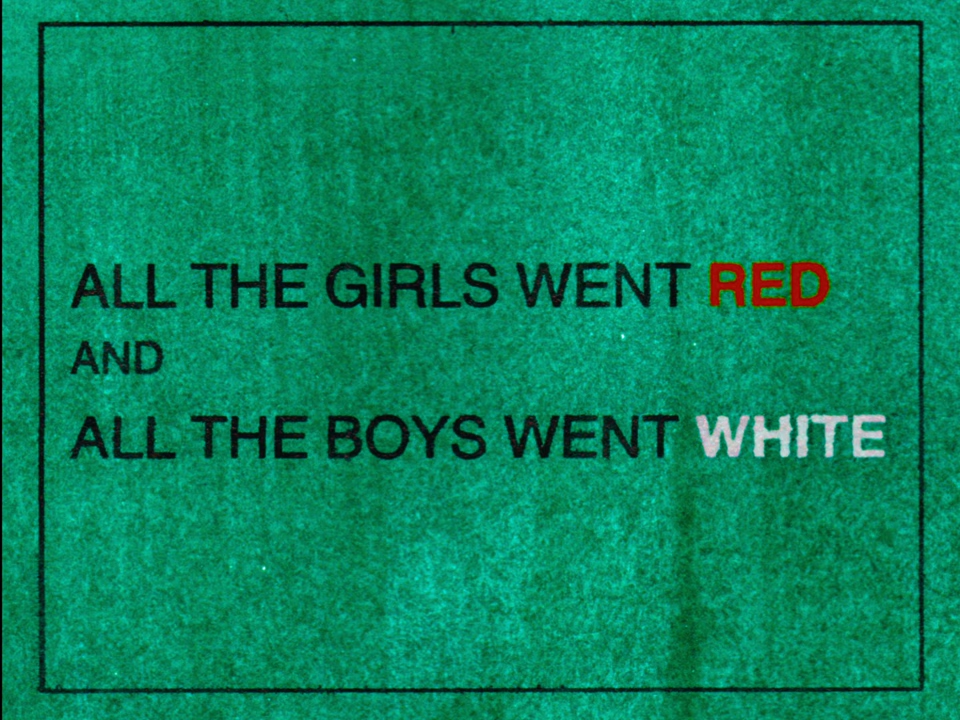 ALL THE GIRLS WENT RED
AND
ALL THE BOYS WENT WHITE